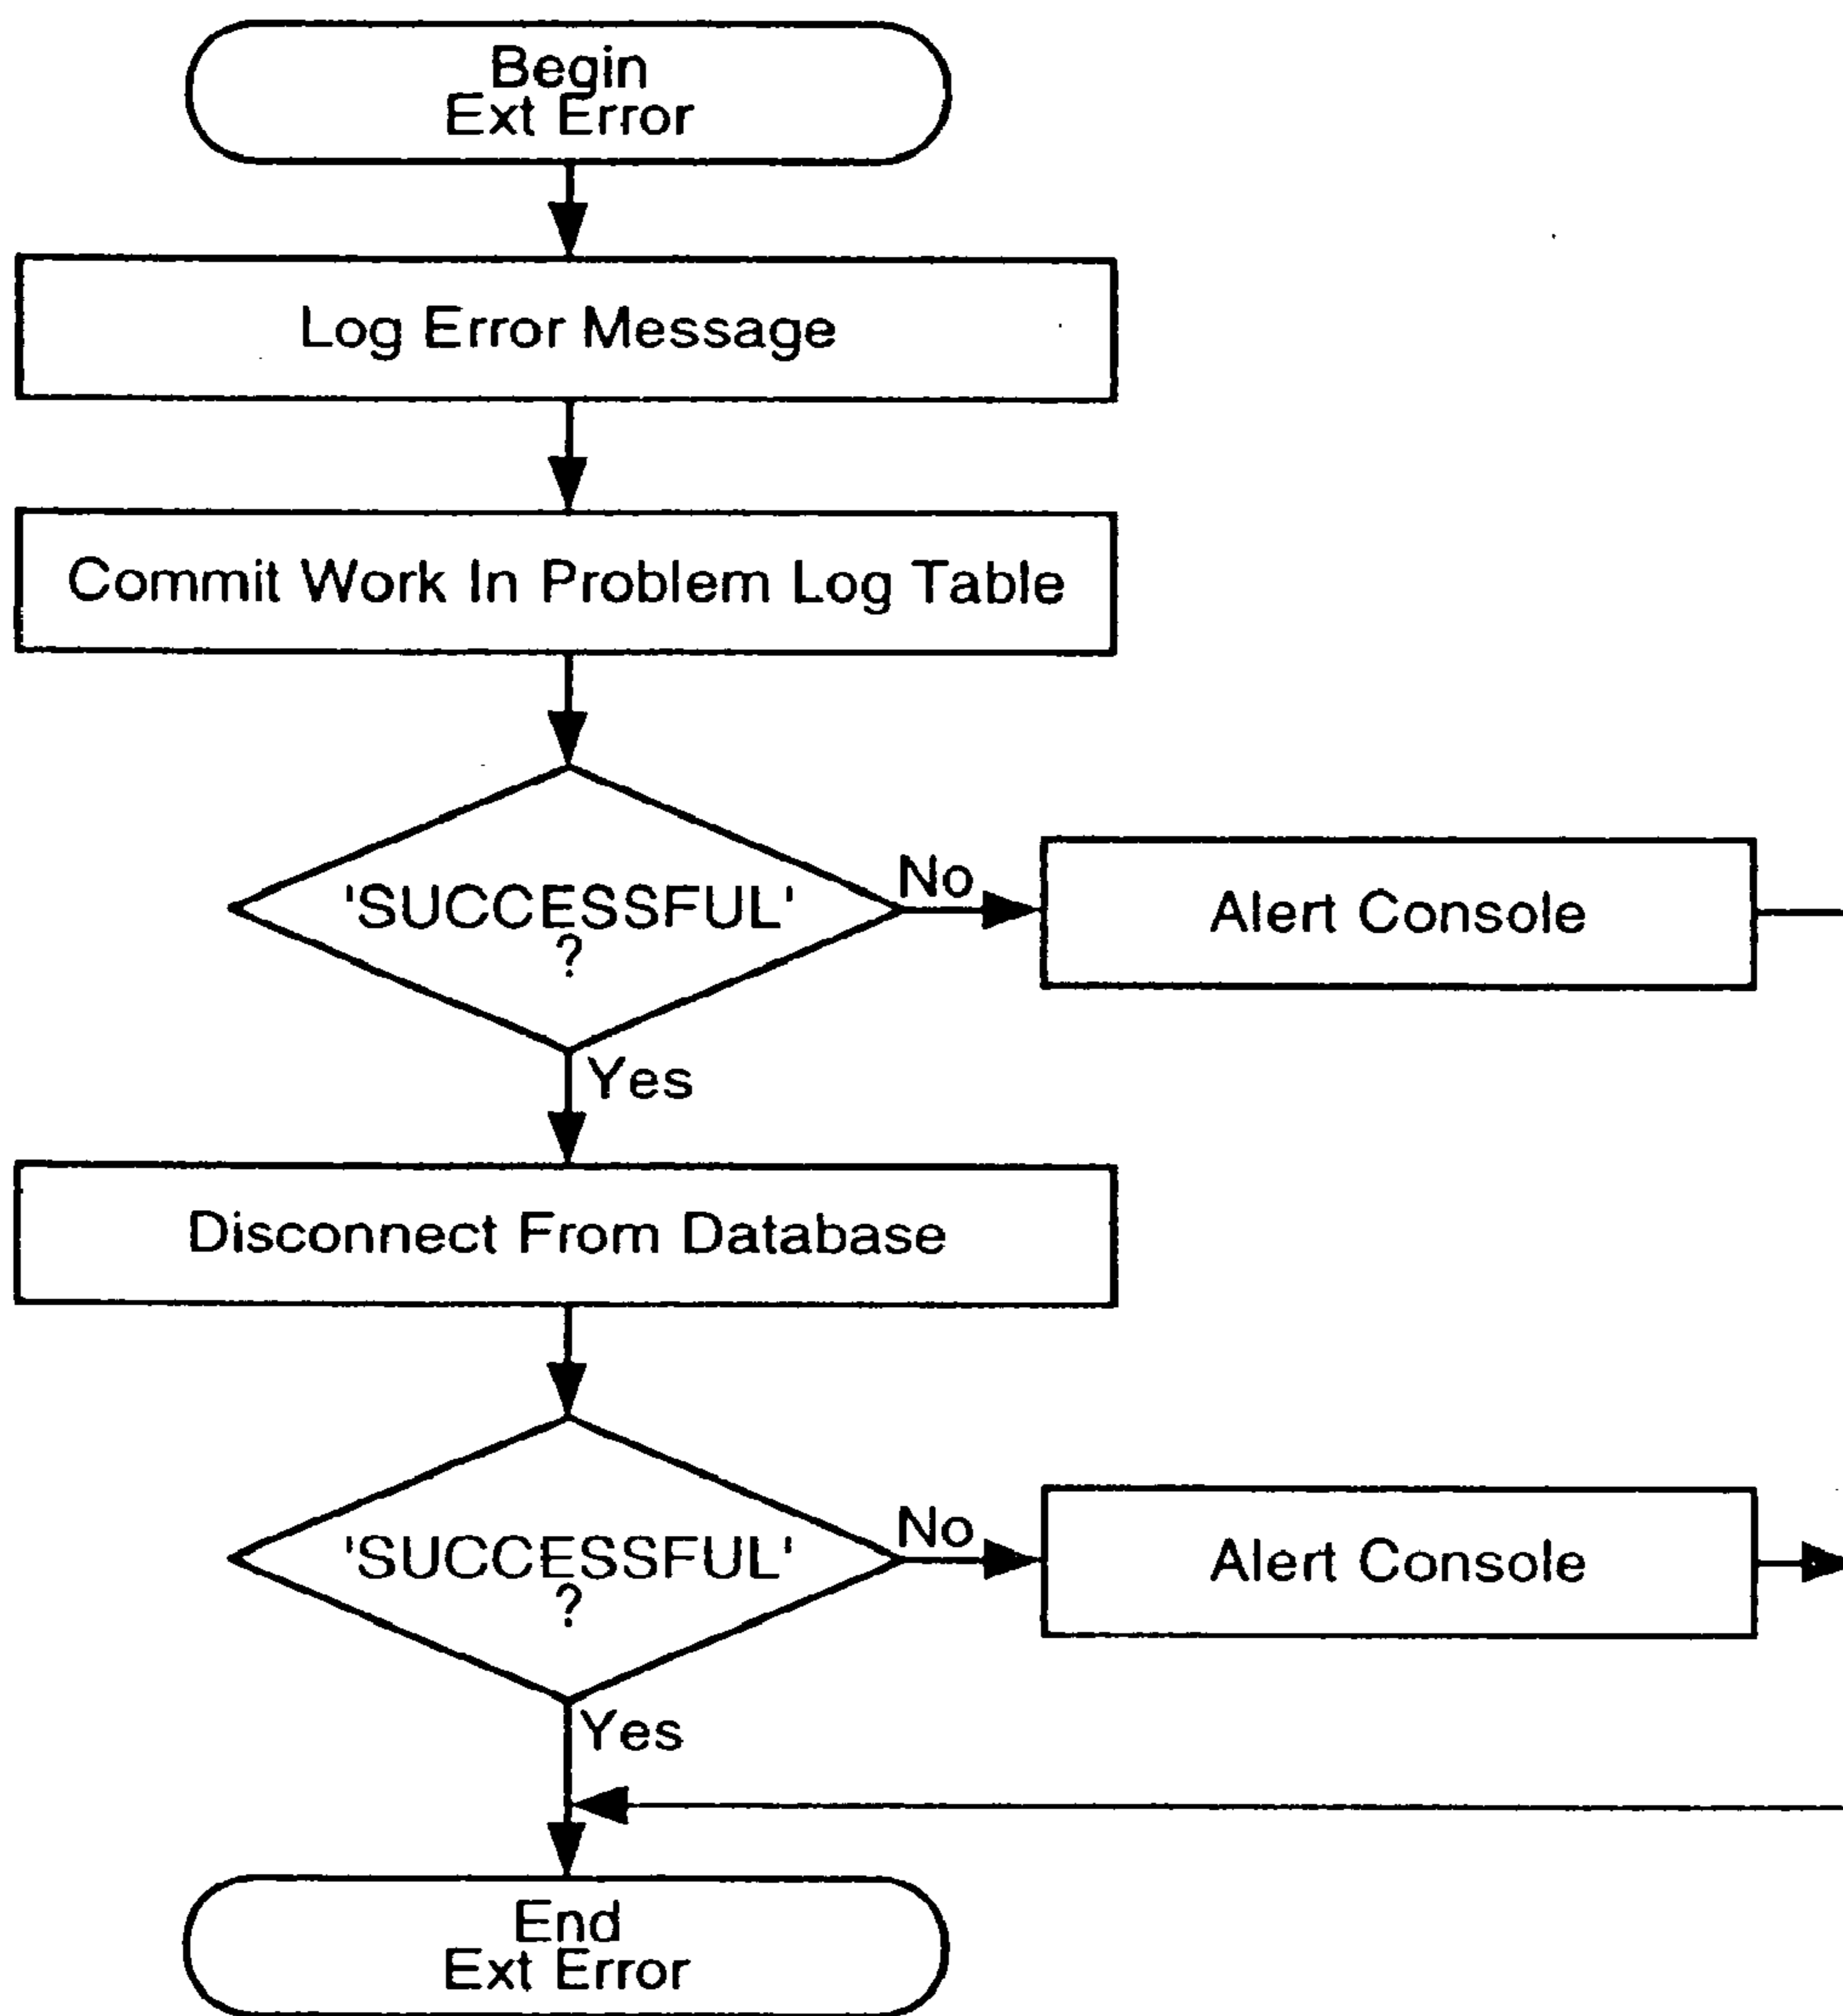 Begin
Ext Error
Log Error Message
Commit Work In Problem Log Table
'SUCCESSFUL'
?
No
Alert Console
Yes
Disconnect From Database
'SUCCESSFUL'
?
No
Alert Console
Yes
End
Ext Error